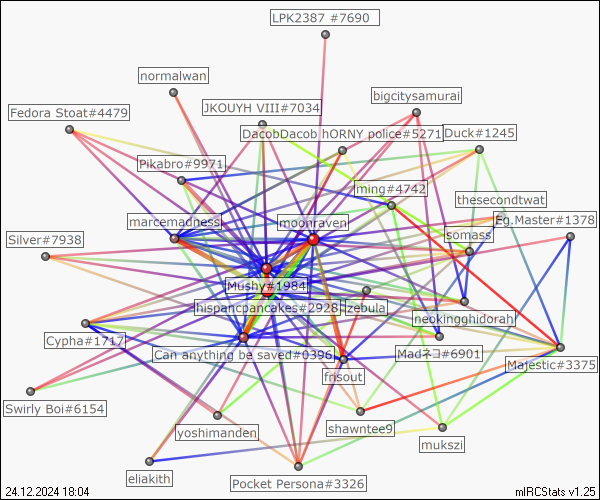 LPK2387 #7690
normalwan
bigcitysamurai
Fedora Stoat#4479
JKOUYH VIII#7034
DacobDacob hORNY police#5271
Duck#1245
Pikabro#9971
ming#4742
thesecondtwat
marcemadness
moonraven
Eg.Master#1378
Silver#7938
somass
Mushy#1984
hispancpancakes#2928
zebula
neokingghidorah
Cypha#1717
Can anything be saved#0396
Madネコ#6901
Majestic#3375
frisout
Swirly Boi#6154
yoshimanden
shawntee9
mukszi
eliakith
Pocket Persona#3326
24.12.2024 18:04
mIRCStats v1.25